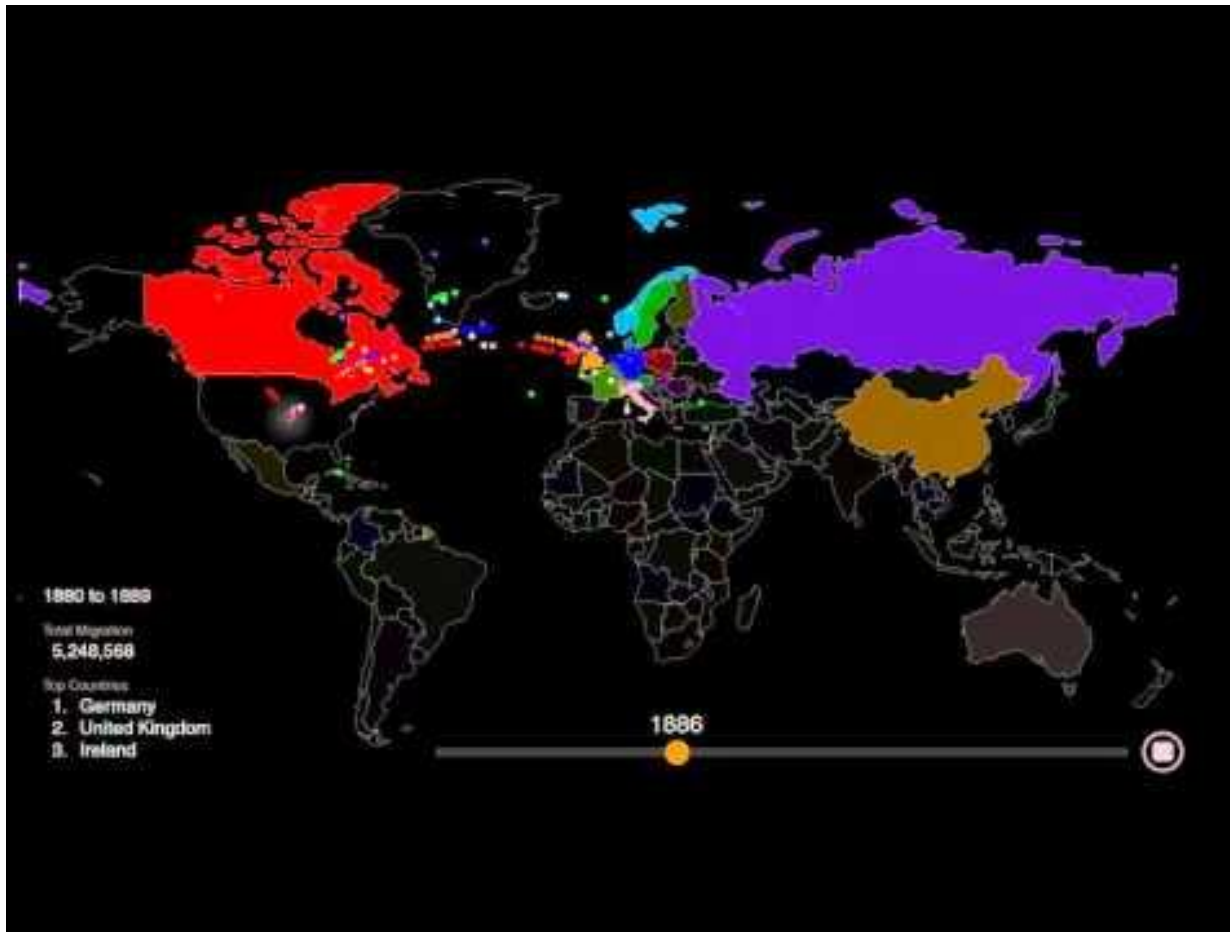 1880 to 1889
Total Migration
5,248,568
Top Countries
1. Germany
2. United Kingdom
3. Ireland
1886